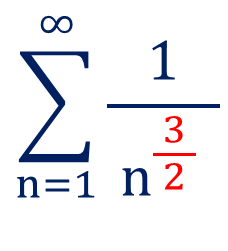 ∞
∑ 1
n=1 n^(3/2)